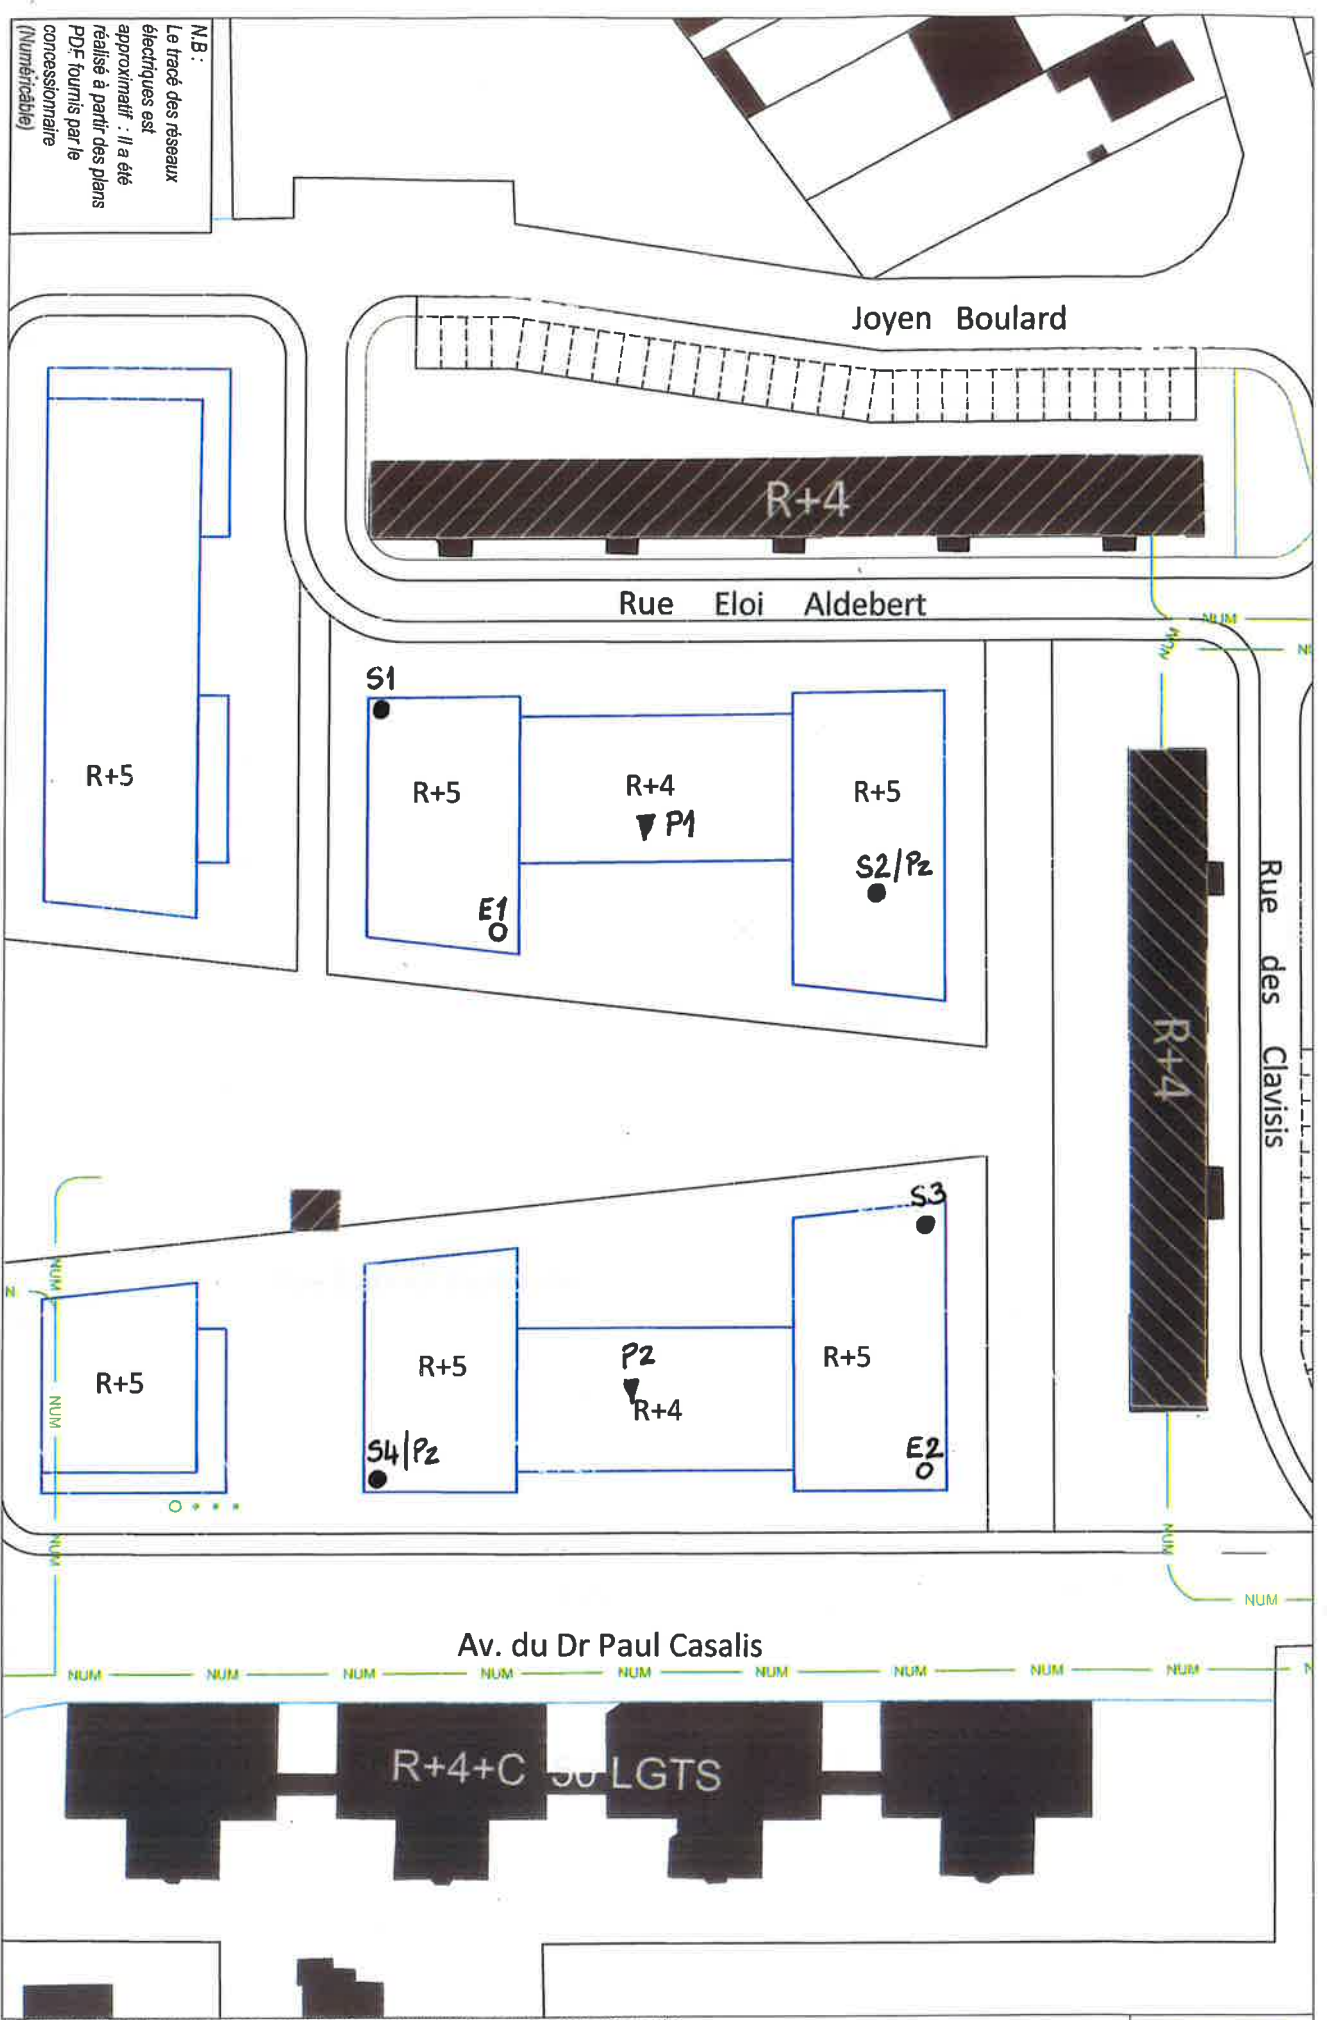 N.B :
Le tracé des réseaux
électriques est
approximatif : il a été
réalisé à partir des plans
PDF fournis par le
concessionnaire
(Numéricâble)
Joyen Boulard
R+4
Rue Eloi Aldebert
NUM
NUM
S1
R+5
R+5
R+4
R+5
P1
S2/Pz
E1
Rue des Clavisis
R+4
S3
NUM
N
R+5
R+5
P2
R+4
R+5
NUM
S4/Pz
E2
NUM
NUM
NUM
Av. du Dr Paul Casalis
NUM NUM NUM NUM NUM NUM NUM NUM NUM
R+4+C LGTS